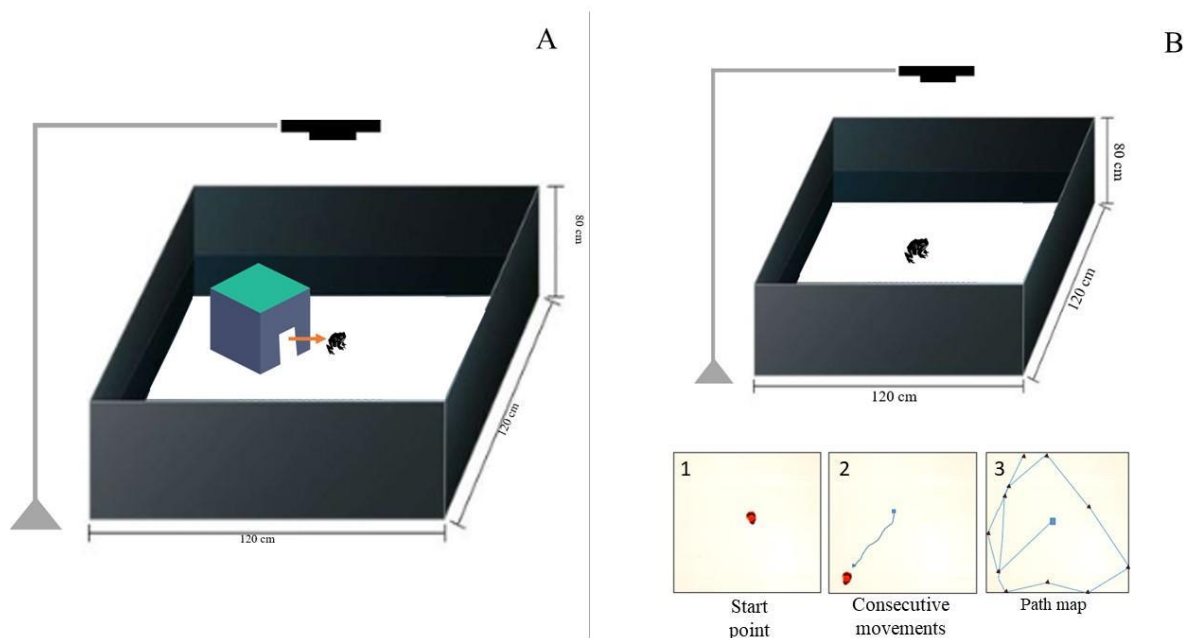 A
80 cm
120 cm
120 cm
B
80 cm
120 cm
120 cm
1
2
3
Start
point
Consecutive
movements
Path map